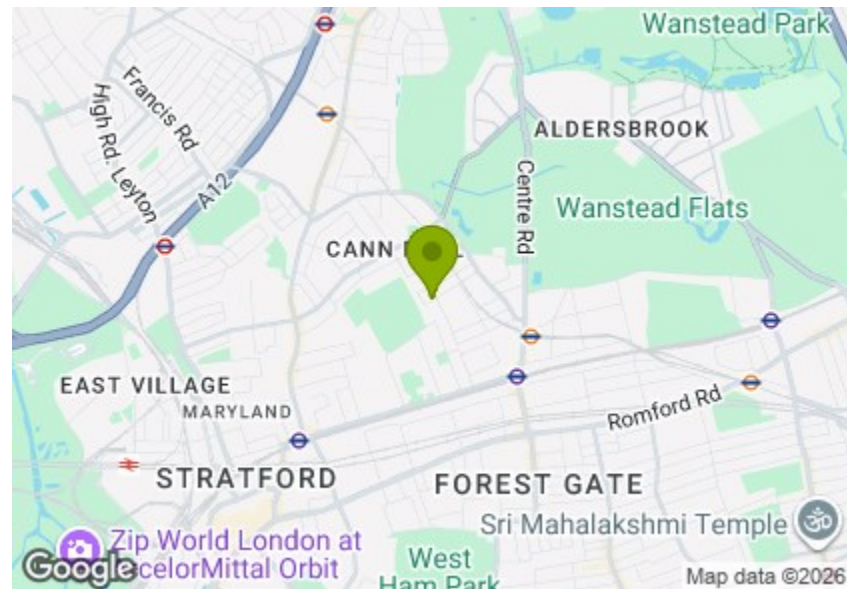 Wanstead Park
Francis Rd
High Rd. Leyton
A12
ALDERSBROOK
Centre Rd
Wanstead Flats
CANN
EAST VILLAGE
MARYLAND
Romford Rd
STRATFORD
FOREST GATE
Sri Mahalakshmi Temple
Zip World London at
rcelorMittal Orbit
West
Ham Park
Google
Map data ©2026